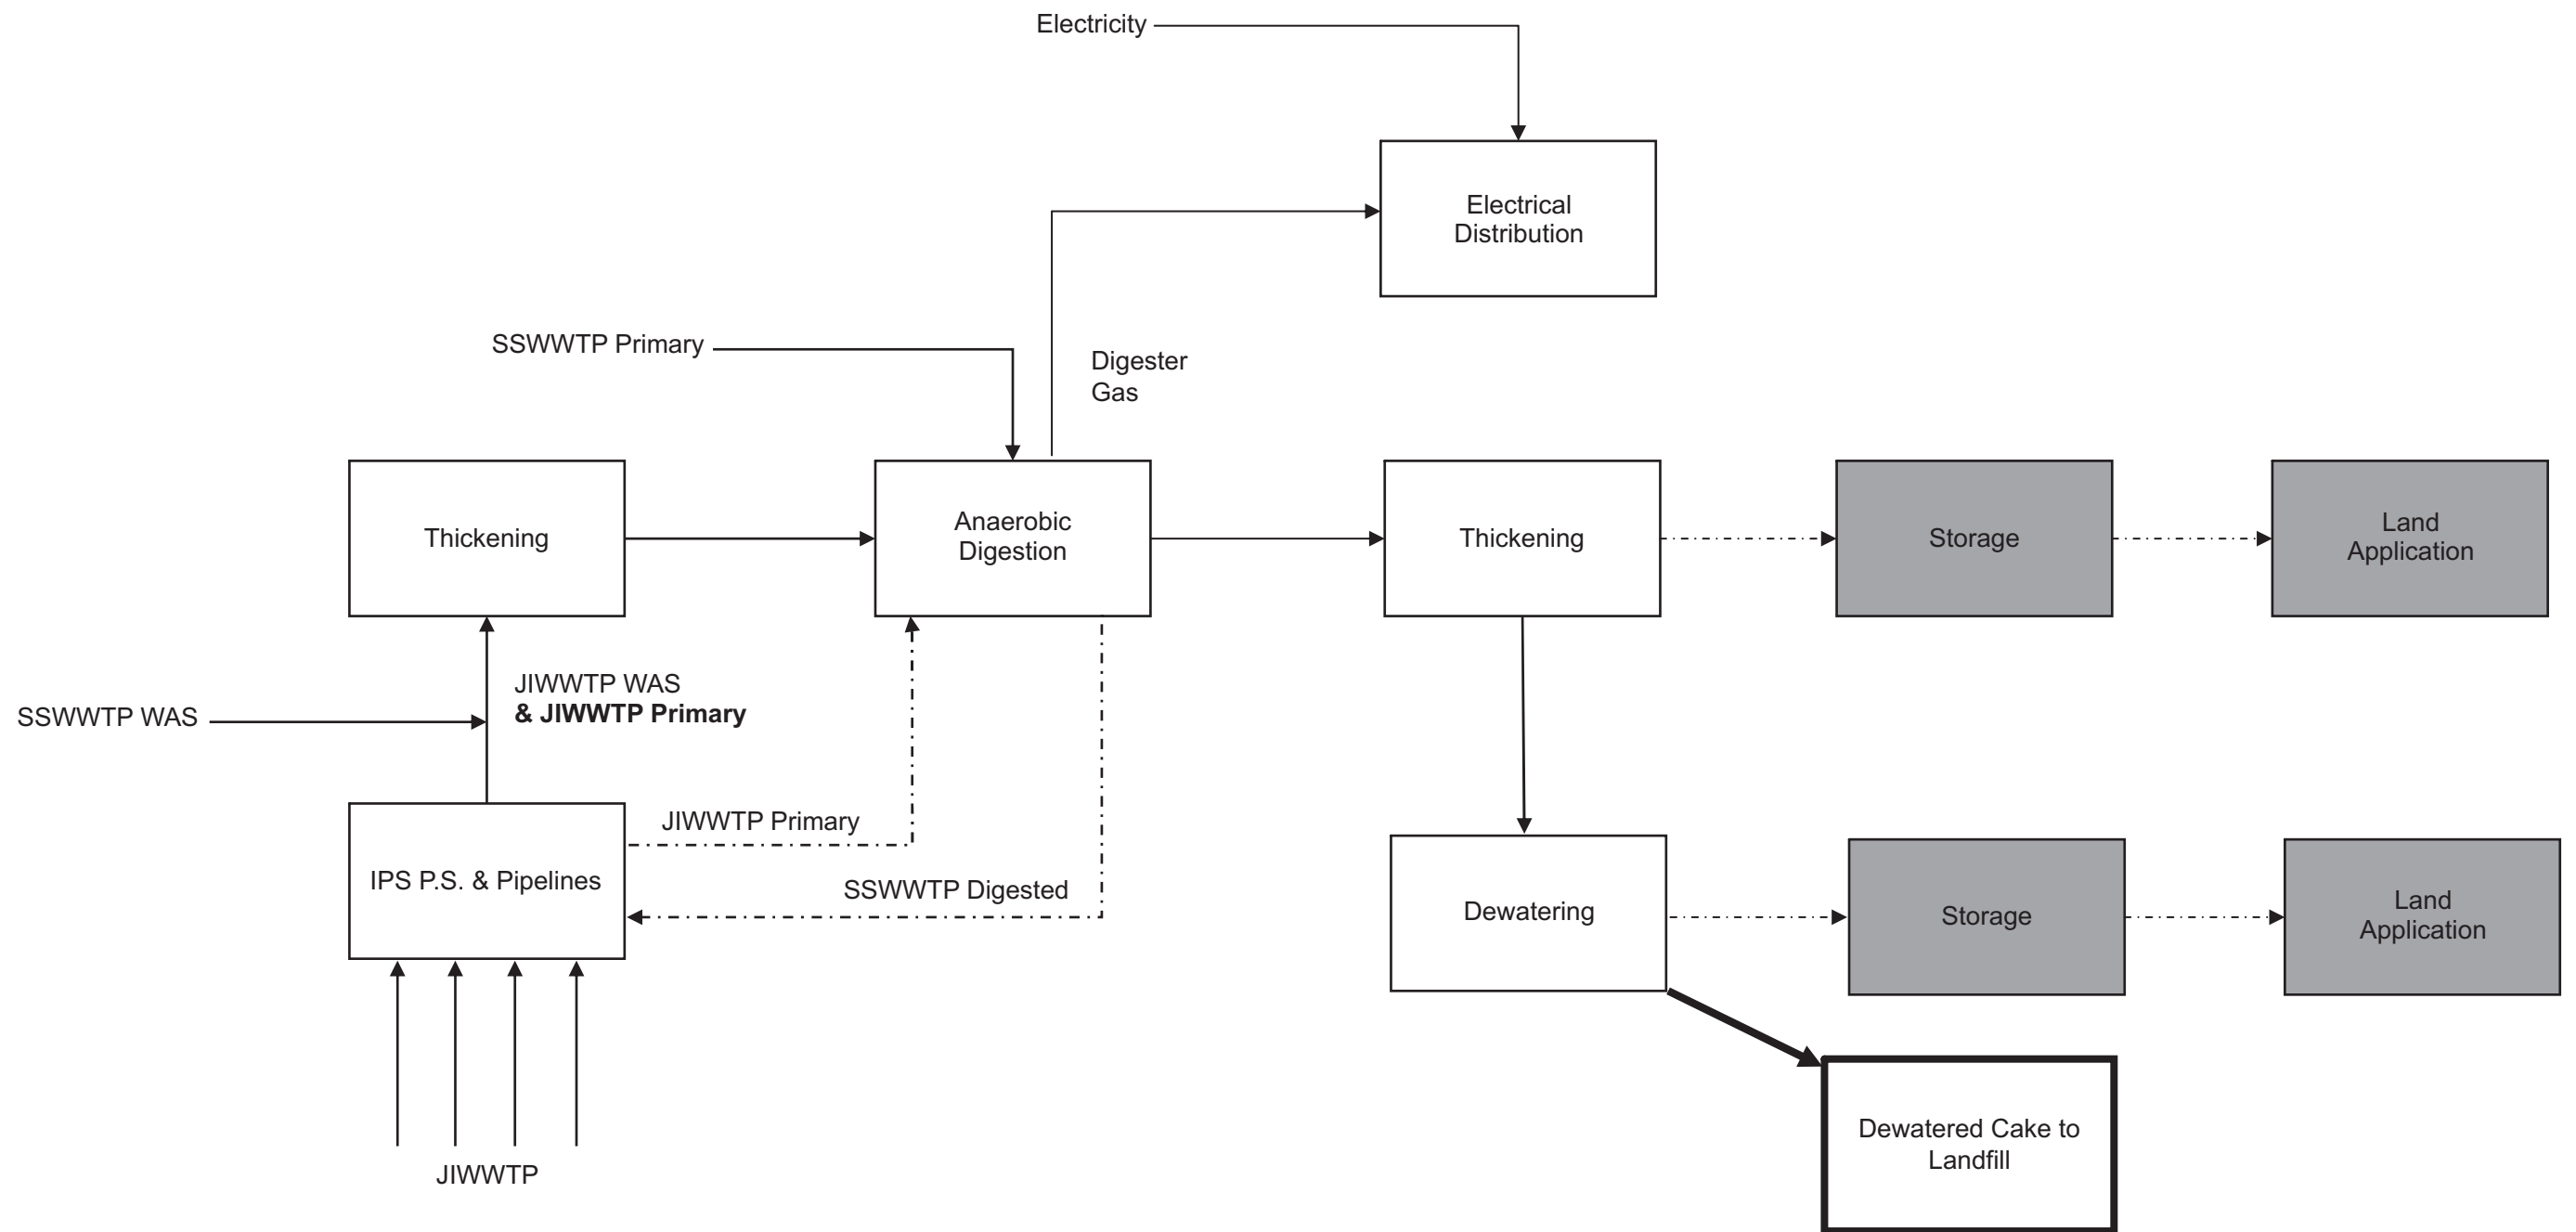 Electricity
Electrical
Distribution
SSWWTP Primary
Digester
Gas
Thickening
Anaerobic
Digestion
Thickening
Storage
Land
Application
JIWWTP WAS
& JIWWTP Primary
SSWWTP WAS
JIWWTP Primary
IPS P.S. & Pipelines
SSWWTP Digested
Dewatering
Storage
Land
Application
Dewatered Cake to
Landfill
JIWWTP